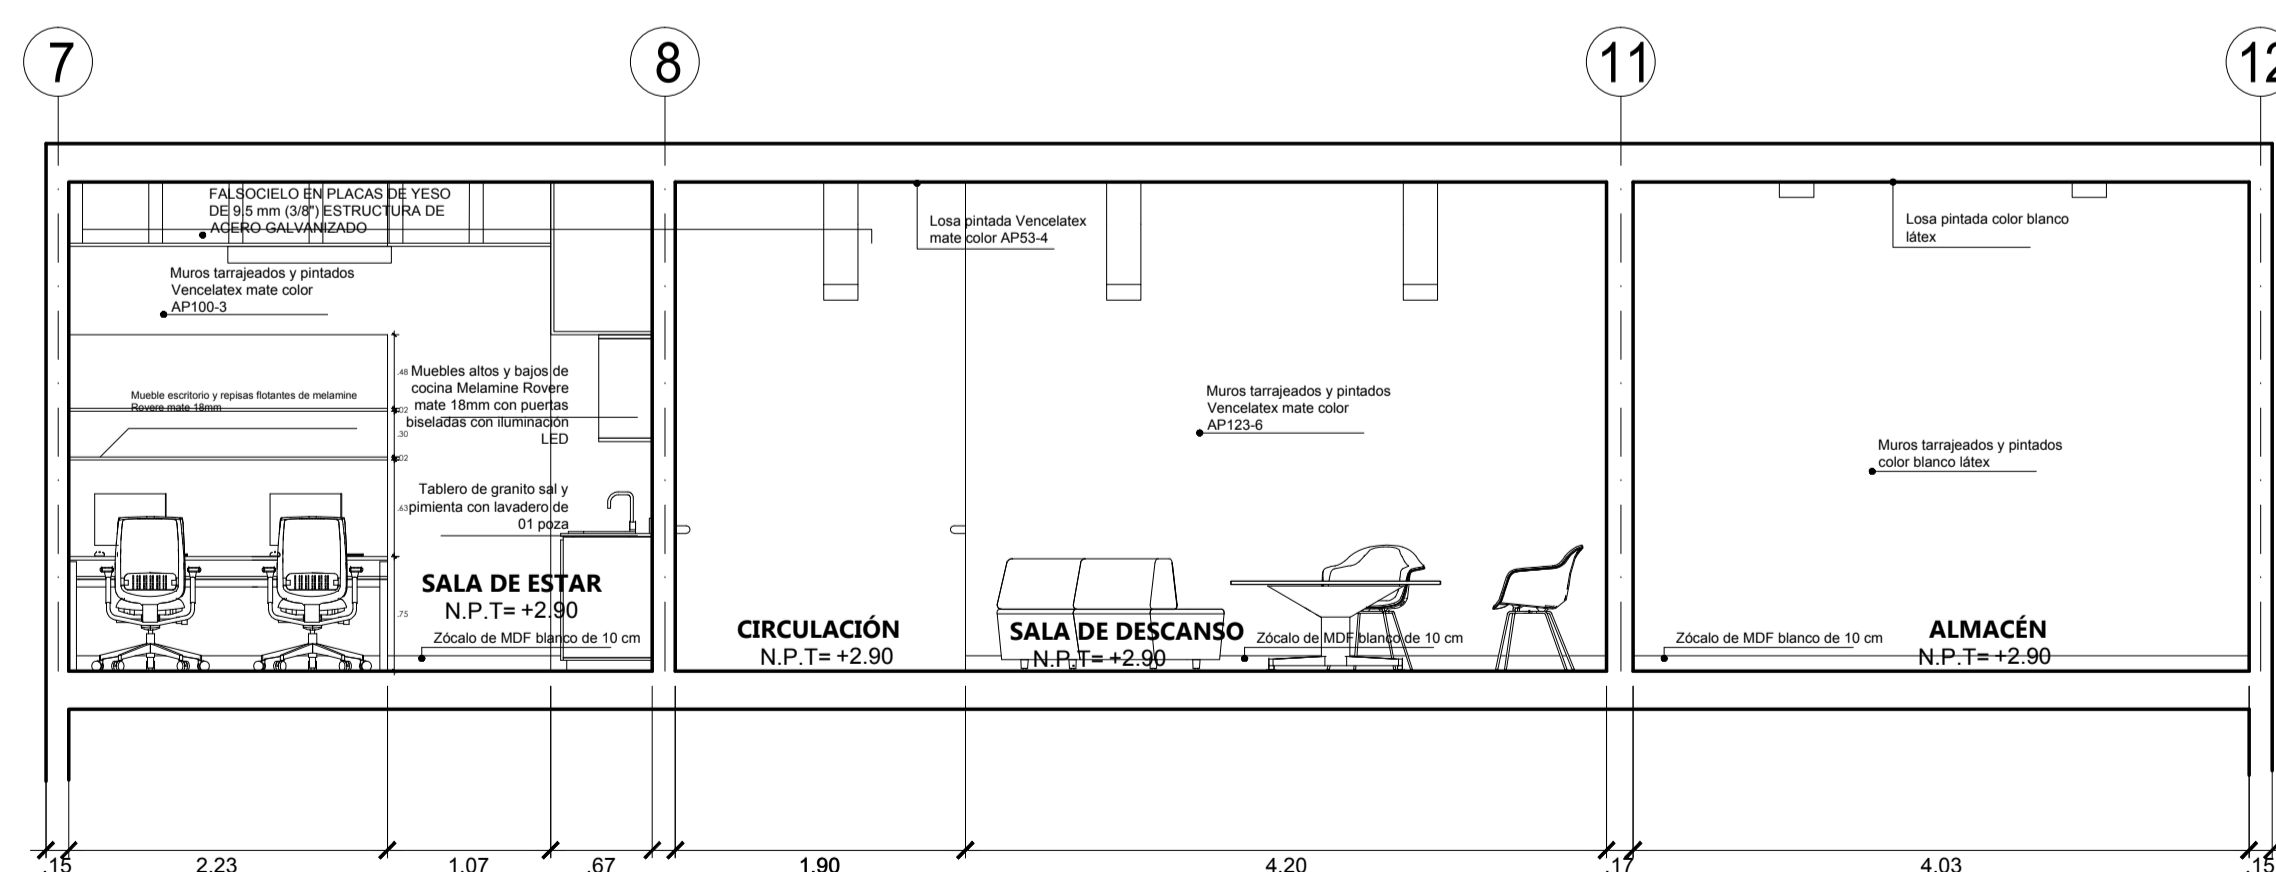 7
8
11
12
FALSOCIELO EN PLACAS DE YESO
DE 9.5 mm (3/8") ESTRUCTURA DE
ACERO GALVANIZADO
Muros tarrajeados y pintados
Vencelatex mate color
AP100-3
Mueble escritorio y repisas flotantes de melamine
Rovere mate 18mm
.48
.02
.30
.02
.63
.75
Muebles altos y bajos de
cocina Melamine Rovere
mate 18mm con puertas
biseladas con iluminación
LED
Tablero de granito sal y
pimienta con lavadero de
01 poza
SALA DE ESTAR
N.P.T= +2.90
Zócalo de MDF blanco de 10 cm
Losa pintada Vencelatex
mate color AP53-4
CIRCULACIÓN
N.P.T= +2.90
Muros tarrajeados y pintados
Vencelatex mate color
AP123-6
SALA DE DESCANSO
N.P.T= +2.90
Zócalo de MDF blanco de 10 cm
Losa pintada color blanco
látex
Muros tarrajeados y pintados
color blanco látex
Zócalo de MDF blanco de 10 cm
ALMACÉN
N.P.T= +2.90
.15 2.23 1.07 .67 1.90 4.20 .17 4.03 .15